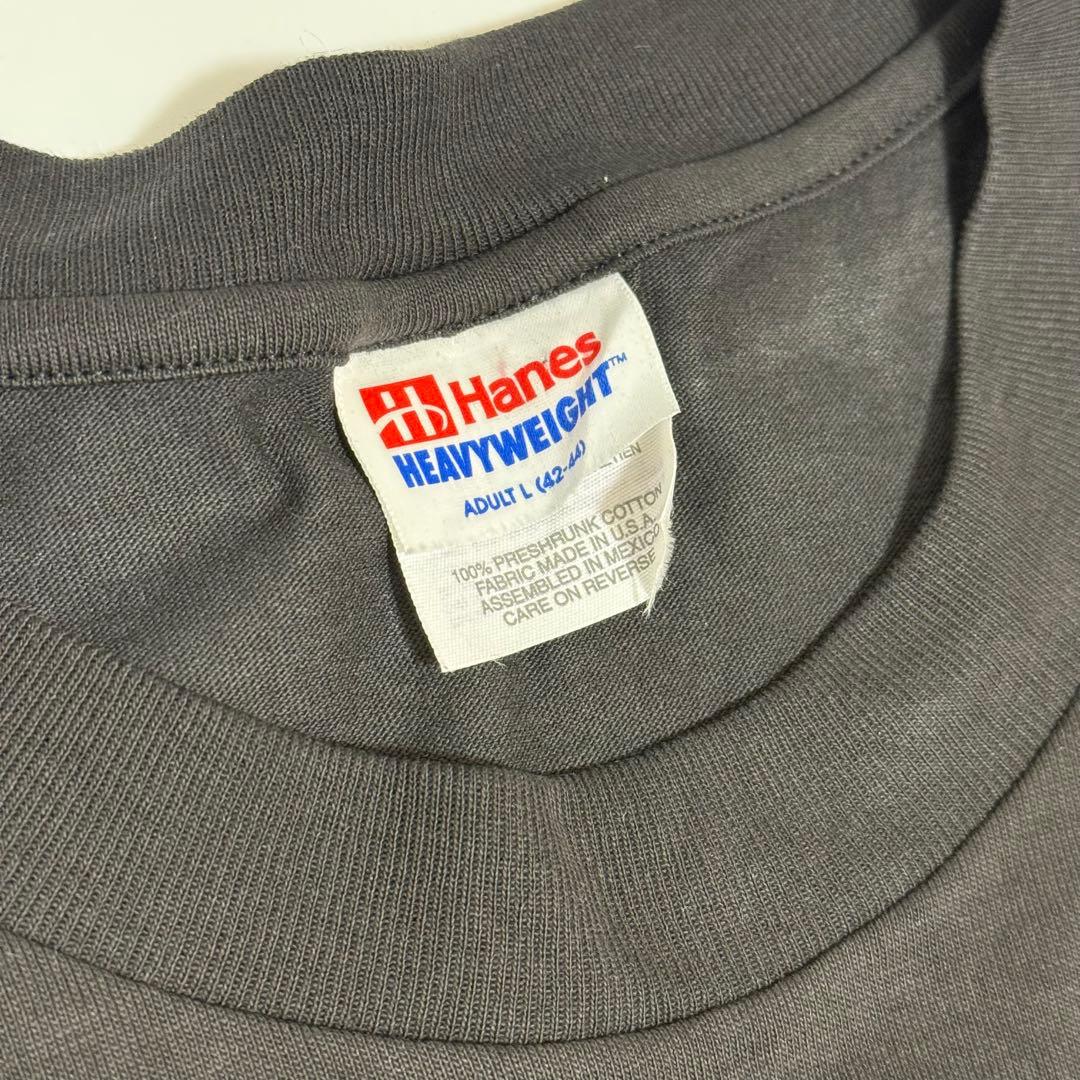 Hanes
HEAVYWEIGHT™
ADULT L (42-44)
100% PRESHRUNK COTTON
FABRIC MADE IN U.S.A.
ASSEMBLED IN MEXICO
CARE ON REVERSE